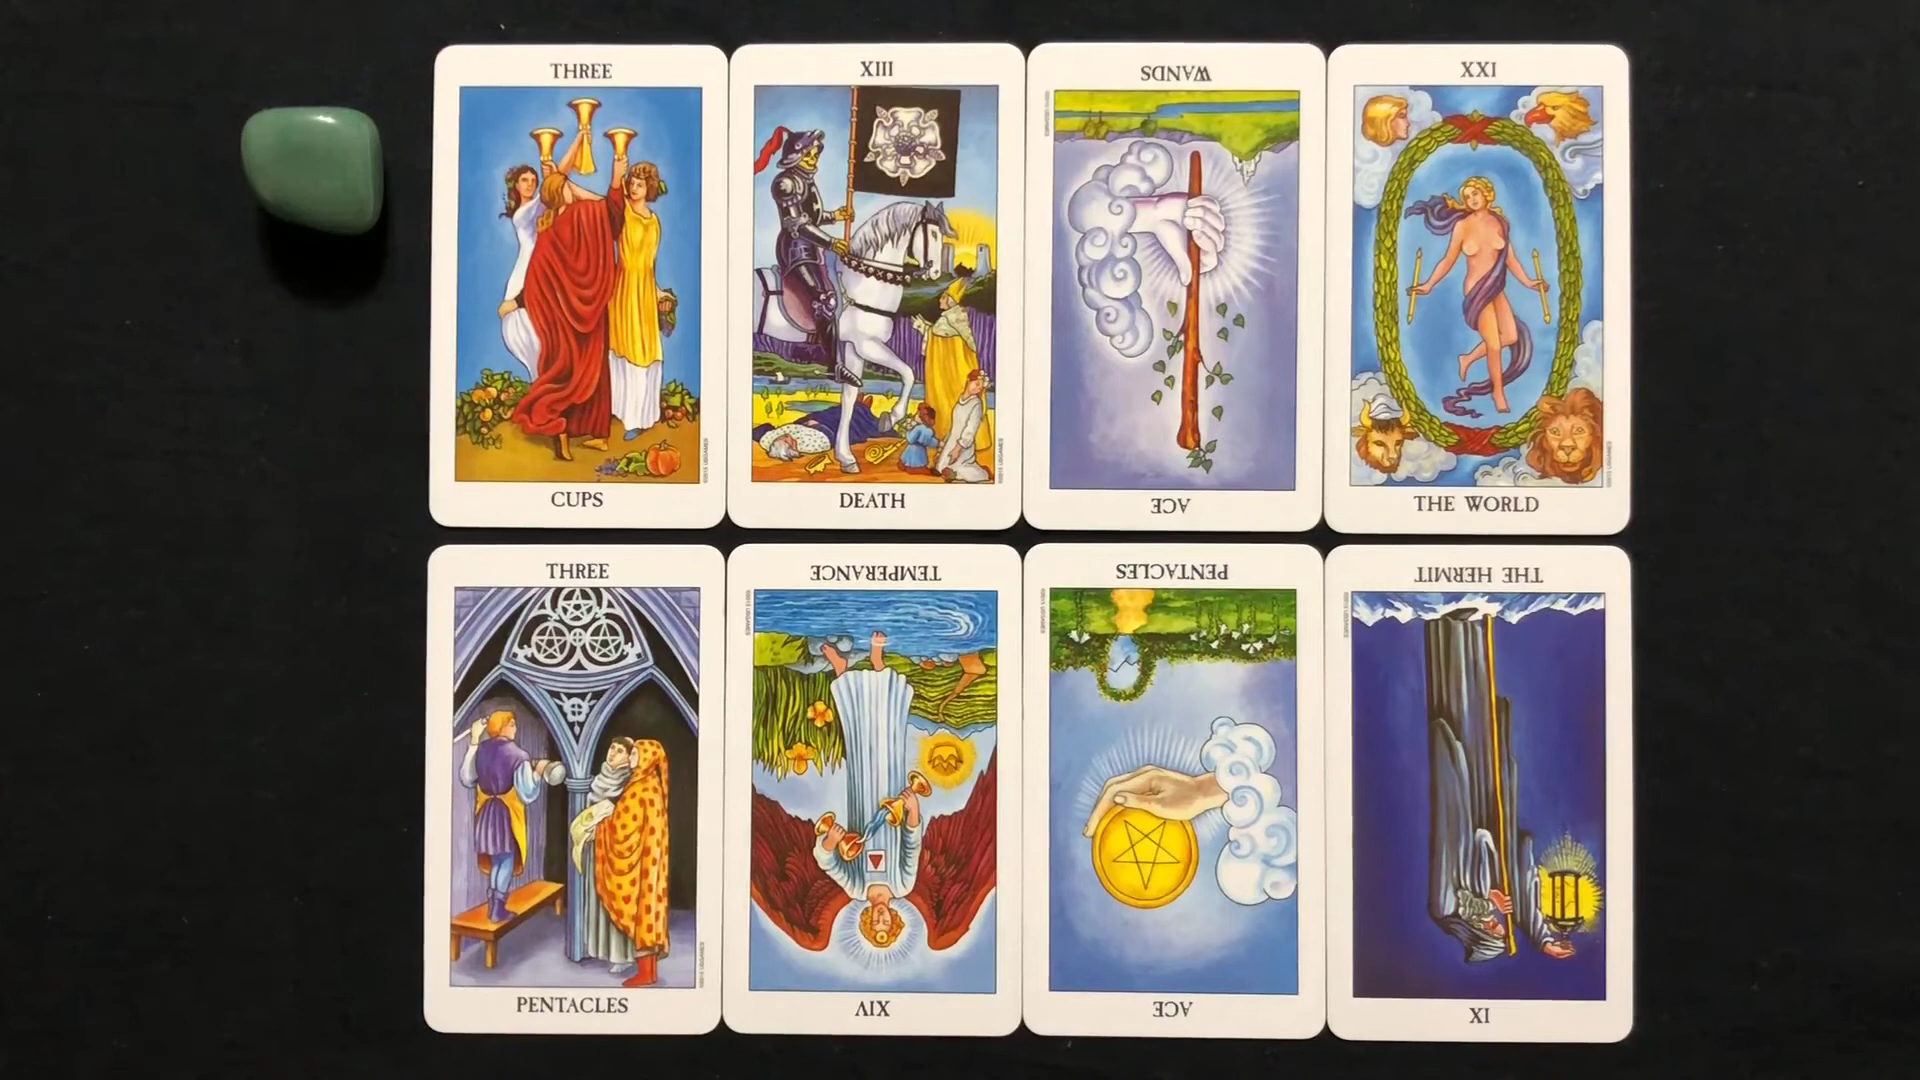 THREE
CUPS
XIII
DEATH
WANDS
ACE
XXI
THE WORLD
THREE
PENTACLES
TEMPERANCE
XIV
PENTACLES
ACE
THE HERMIT
IX